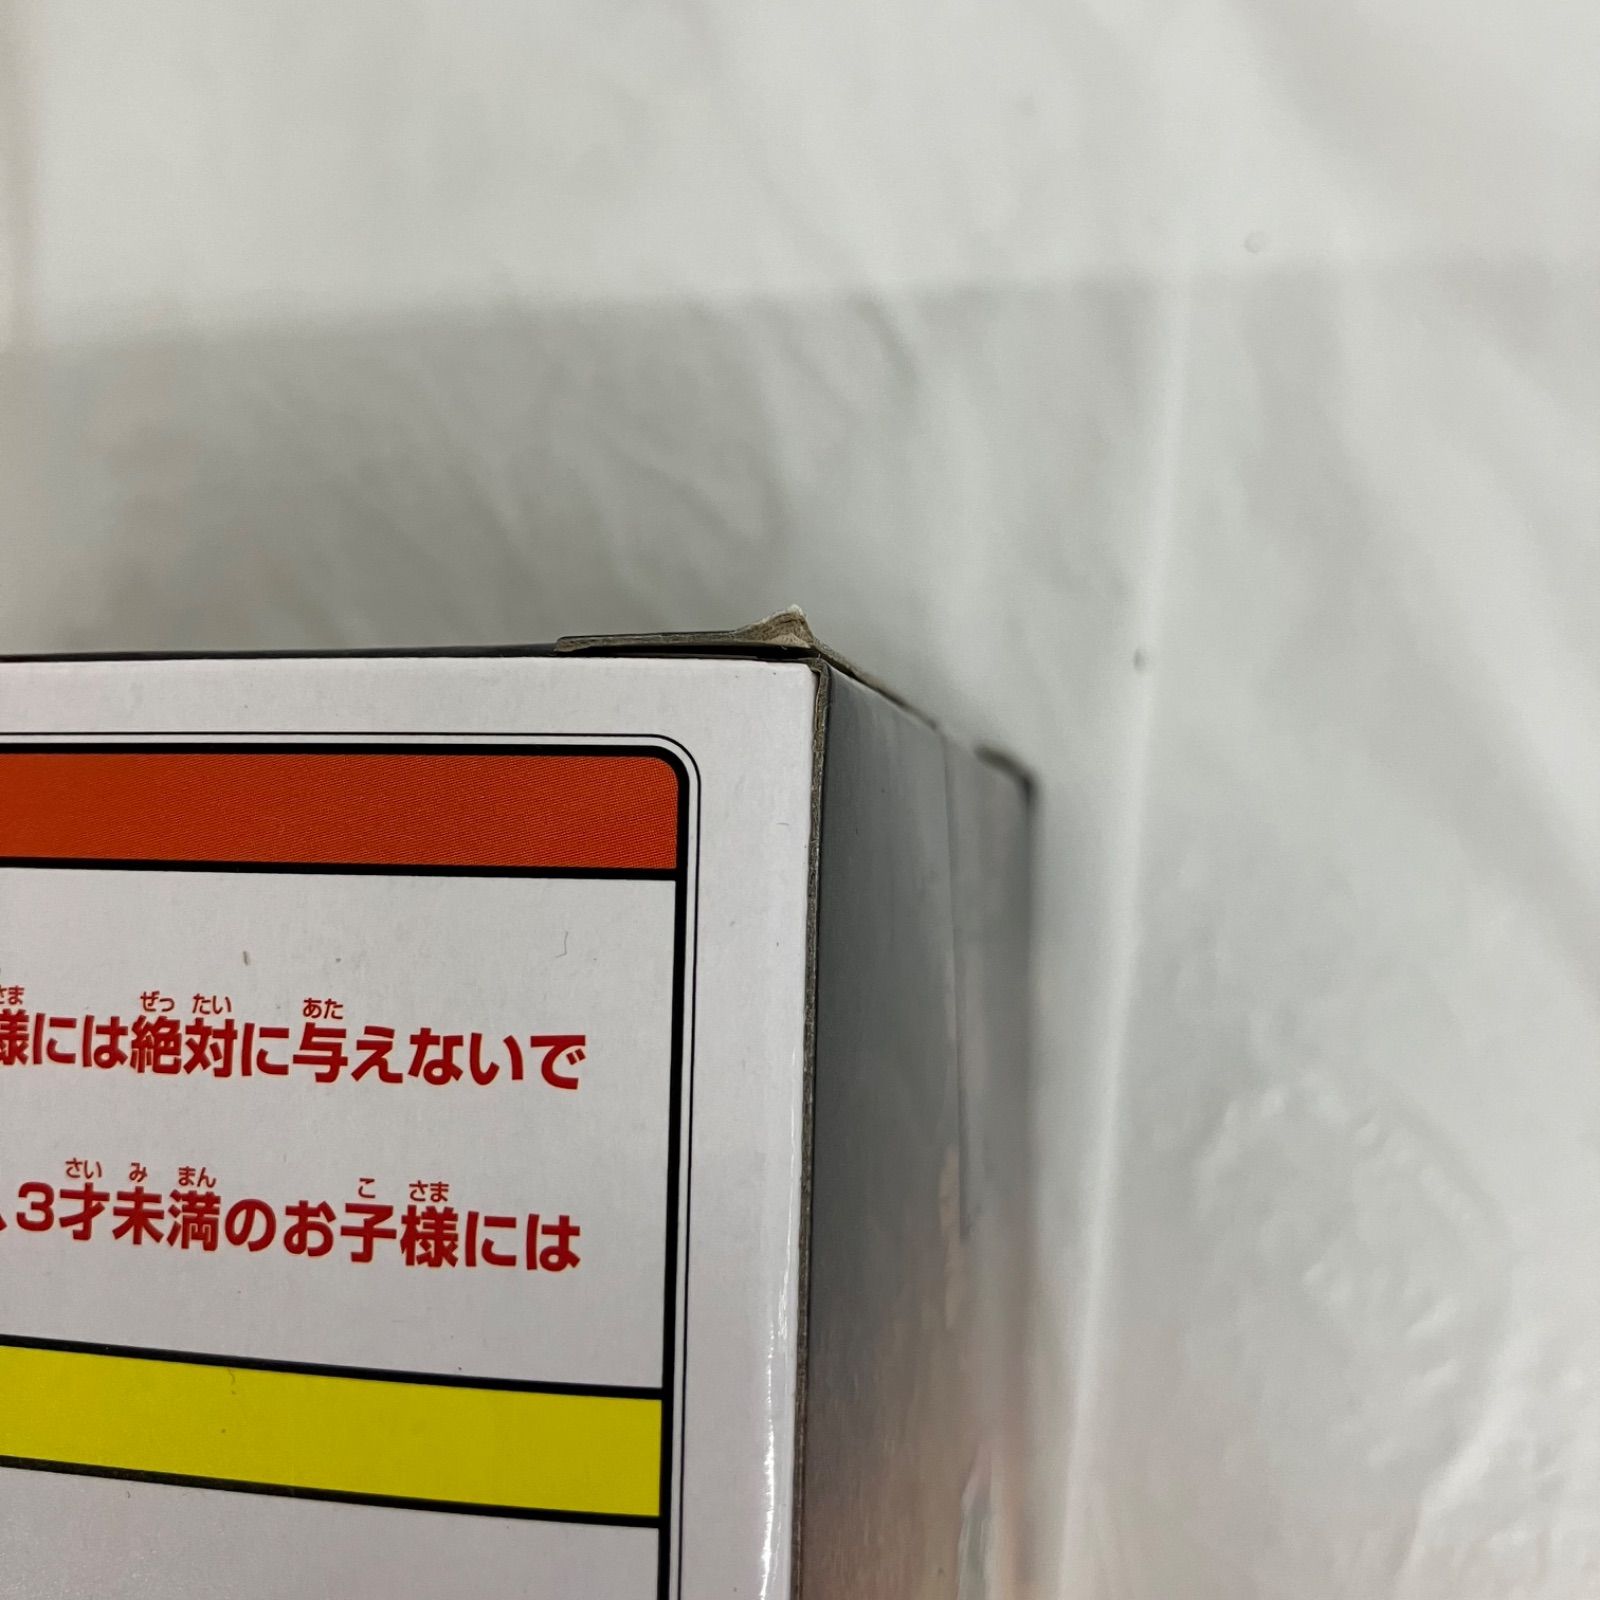 さま ぜっ たい あた
様には絶対に与えないで
さい み まん こ さま
、3才未満のお子様には